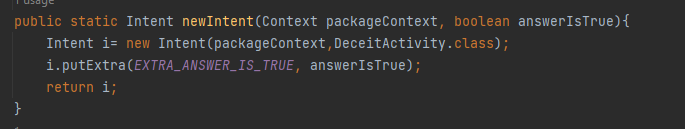 1 usage
public static Intent newIntent(Context packageContext, boolean answerIsTrue){
Intent i= new Intent(packageContext,DeceitActivity.class);
i.putExtra(EXTRA_ANSWER_IS_TRUE, answerIsTrue);
return i;
}